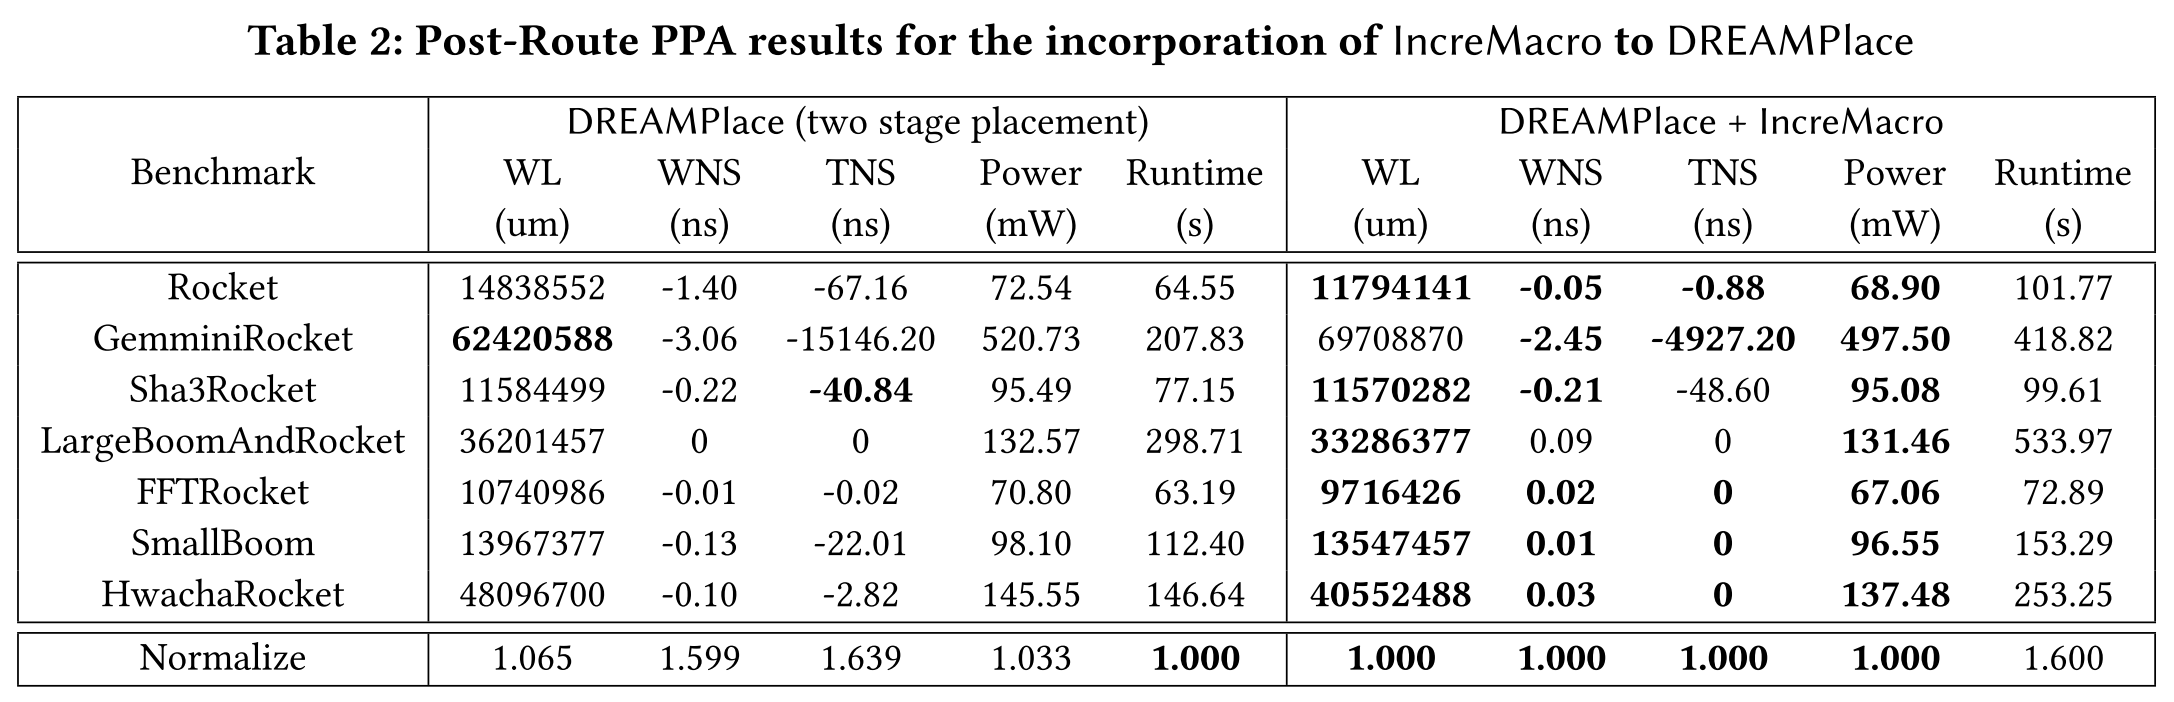 Table 2: Post-Route PPA results for the incorporation of IncreMacro to DREAMPlace
Benchmark DREAMPlace (two stage placement) DREAMPlace + IncreMacro
WL WNS TNS Power Runtime WL WNS TNS Power Runtime
(um) (ns) (ns) (mW) (s) (um) (ns) (ns) (mW) (s)
Rocket 14838552 -1.40 -67.16 72.54 64.55 11794141 -0.05 -0.88 68.90 101.77
GemminiRocket 62420588 -3.06 -15146.20 520.73 207.83 69708870 -2.45 -4927.20 497.50 418.82
Sha3Rocket 11584499 -0.22 -40.84 95.49 77.15 11570282 -0.21 -48.60 95.08 99.61
LargeBoomAndRocket 36201457 0 0 132.57 298.71 33286377 0.09 0 131.46 533.97
FFTRocket 10740986 -0.01 -0.02 70.80 63.19 9716426 0.02 0 67.06 72.89
SmallBoom 13967377 -0.13 -22.01 98.10 112.40 13547457 0.01 0 96.55 153.29
HwachaRocket 48096700 -0.10 -2.82 145.55 146.64 40552488 0.03 0 137.48 253.25
Normalize 1.065 1.599 1.639 1.033 1.000 1.000 1.000 1.000 1.000 1.600